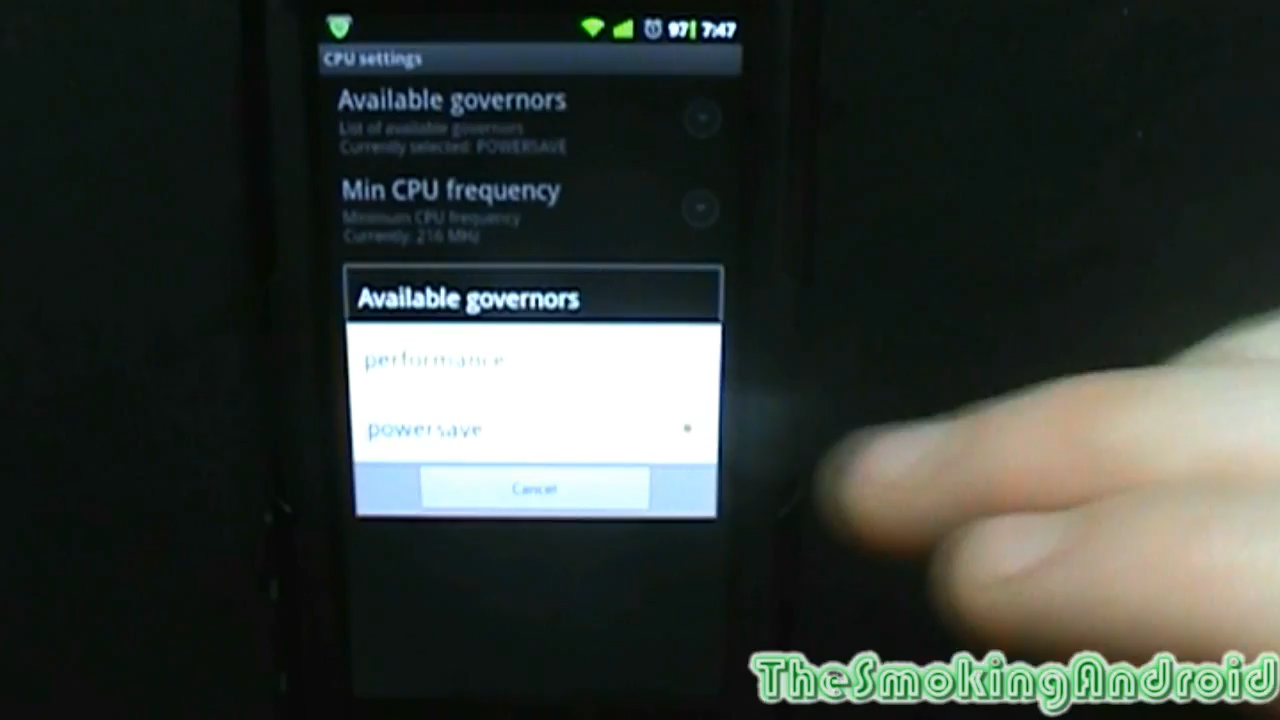 97 7:47
CPU settings
Available governors
List of available governors
Currently selected: POWERSAVE
Min CPU frequency
Minimum CPU frequency
Currently: 216 MHz
Available governors
performance
powersave
Cancel
TheSmokingAndroid